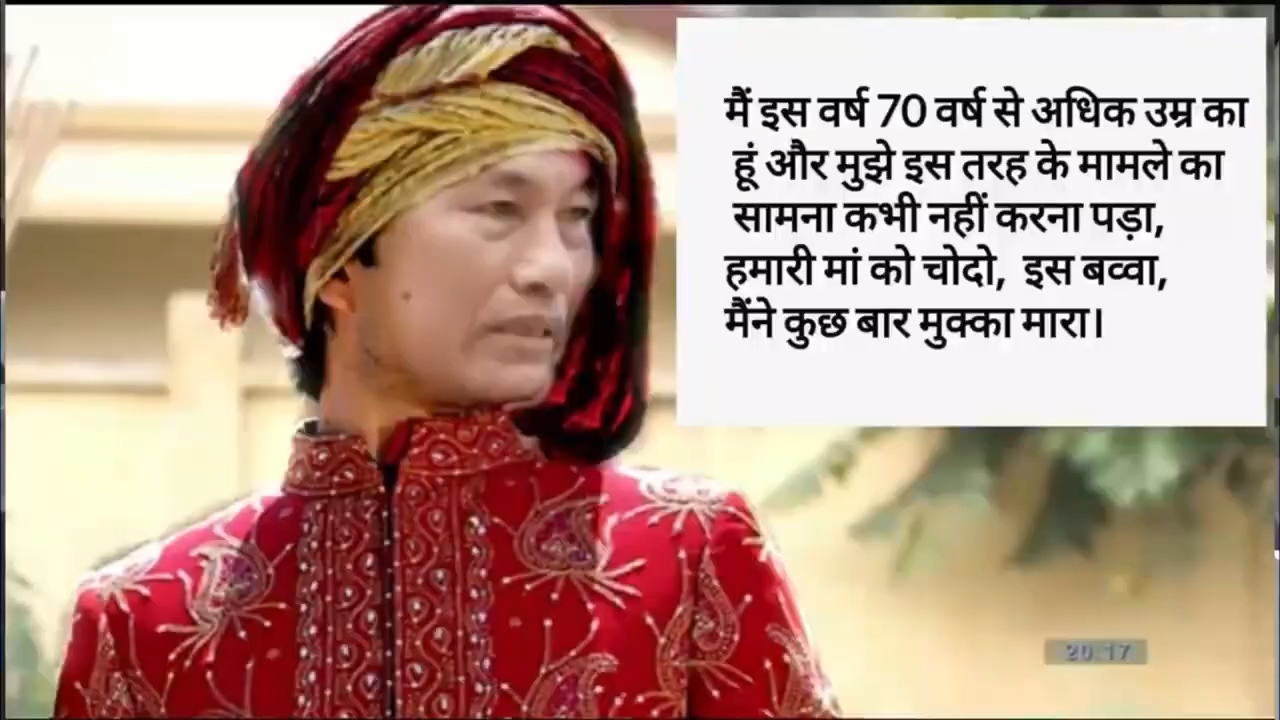 मैं इस वर्ष 70 वर्ष से अधिक उम्र का
हूं और मुझे इस तरह के मामले का
सामना कभी नहीं करना पड़ा,
हमारी मां को चोदो, इस बव्वा,
मैंने कुछ बार मुक्का मारा।
20:17